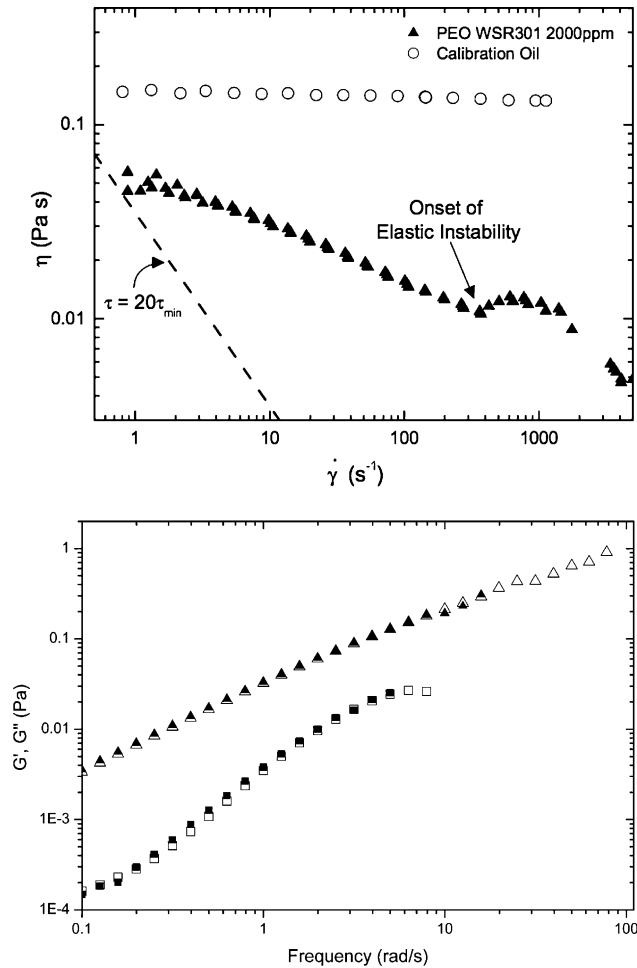 PEO WSR301 2000ppm
Calibration Oil
0.1
0.01
η (Pa s)
Onset of
Elastic Instability
τ = 20τmin
1
10
100
1000
γ̇ (s⁻¹)
1
0.1
0.01
1E-3
1E-4
G', G'' (Pa)
0.1
1
10
100
Frequency (rad/s)